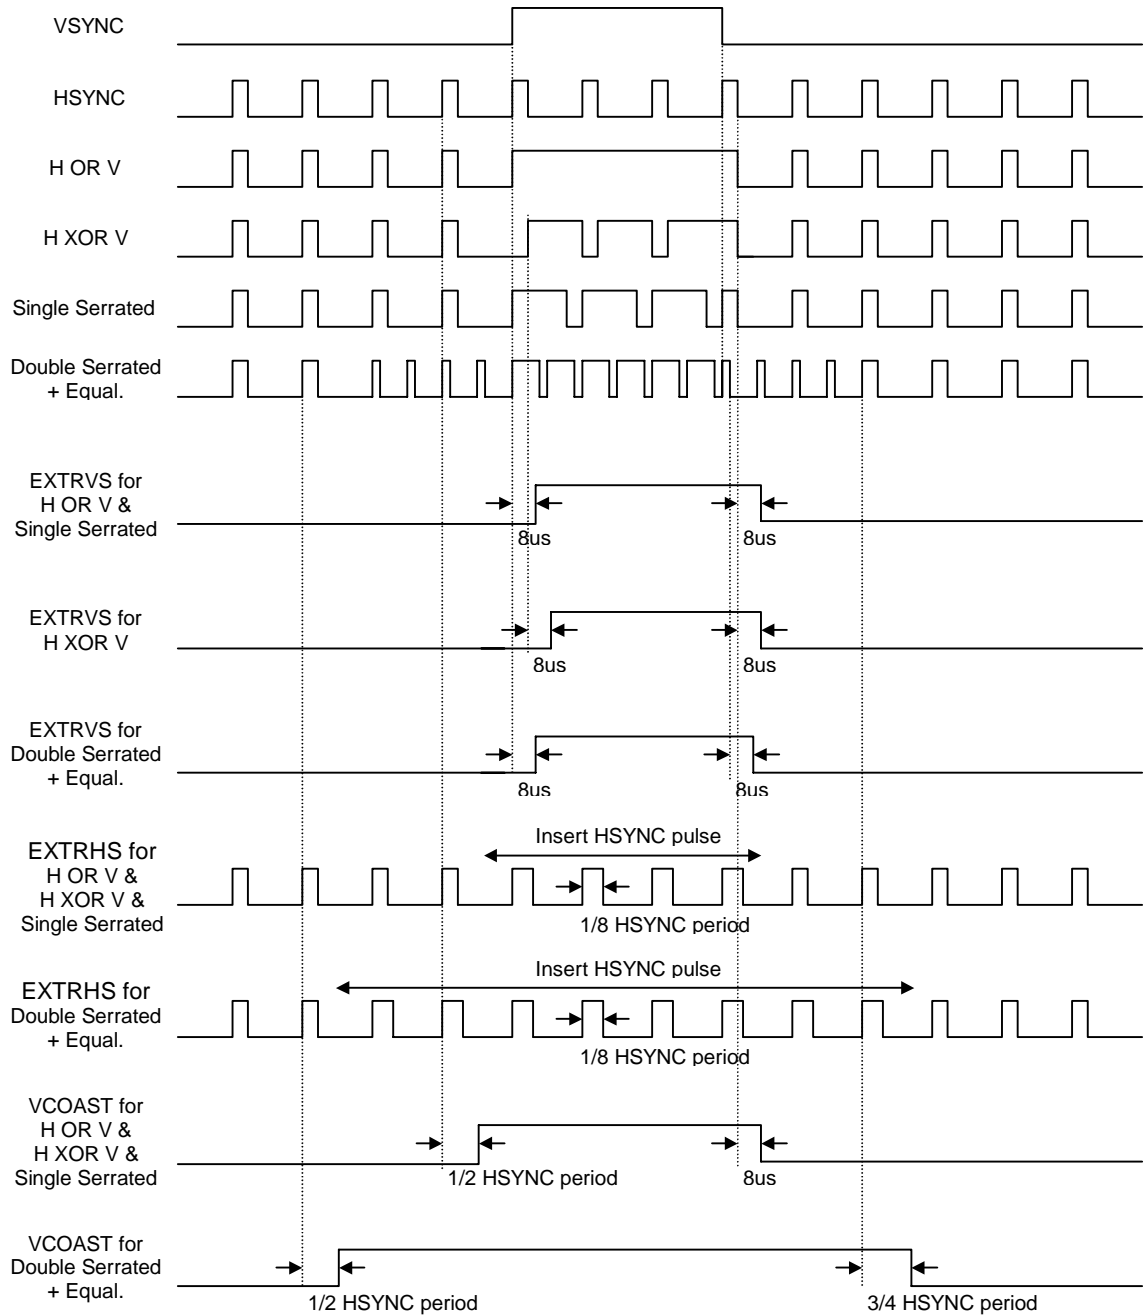 VSYNC
HSYNC
H OR V
H XOR V
Single Serrated
Double Serrated
+ Equal.
EXTRVS for
H OR V &
Single Serrated
8us
8us
EXTRVS for
H XOR V
8us
8us
EXTRVS for
Double Serrated
+ Equal.
8us
8us
EXTRHS for
H OR V &
H XOR V &
Single Serrated
Insert HSYNC pulse
1/8 HSYNC period
EXTRHS for
Double Serrated
+ Equal.
Insert HSYNC pulse
1/8 HSYNC period
VCOAST for
H OR V &
H XOR V &
Single Serrated
1/2 HSYNC period
8us
VCOAST for
Double Serrated
+ Equal.
1/2 HSYNC period
3/4 HSYNC period